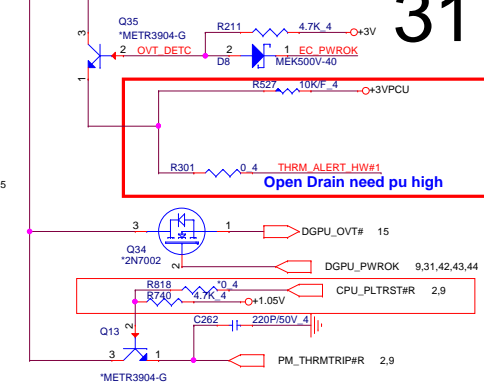 31
Q35
*METR3904-G
3
2
OVT_DETC
1
R211
4.7K_4
+3V
2
1
EC_PWROK
D8
MEK500V-40
R527
10K/F_4
+3VPCU
R301
0_4
THRM_ALERT_HW#1
Open Drain need pu high
5
3
1
DGPU_OVT# 15
Q34
*2N7002
2
DGPU_PWROK 9,31,42,43,44
R818
*0_4
CPU_PLTRST#R 2,9
R740
4.7K_4
+1.05V
Q13
2
C262
220P/50V_4
3
1
PM_THRMTRIP#R 2,9
*METR3904-G